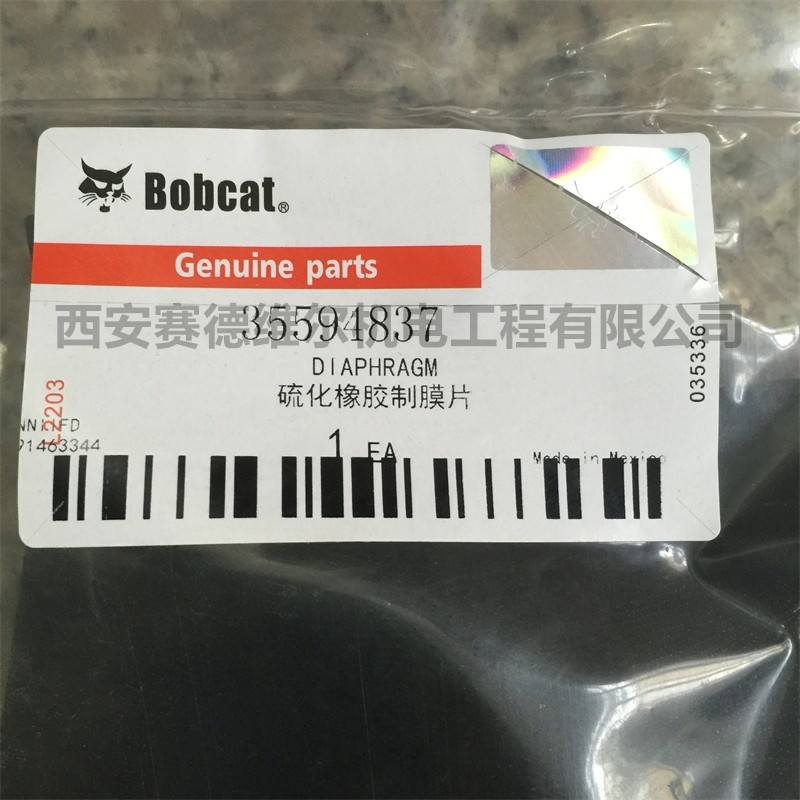 Bobcat®
Genuine parts
35594837
西安赛德维尔机电工程有限公司
DIAPHRAGM
硫化橡胶制膜片
035336
1 EA
Made in Mexico
91463344